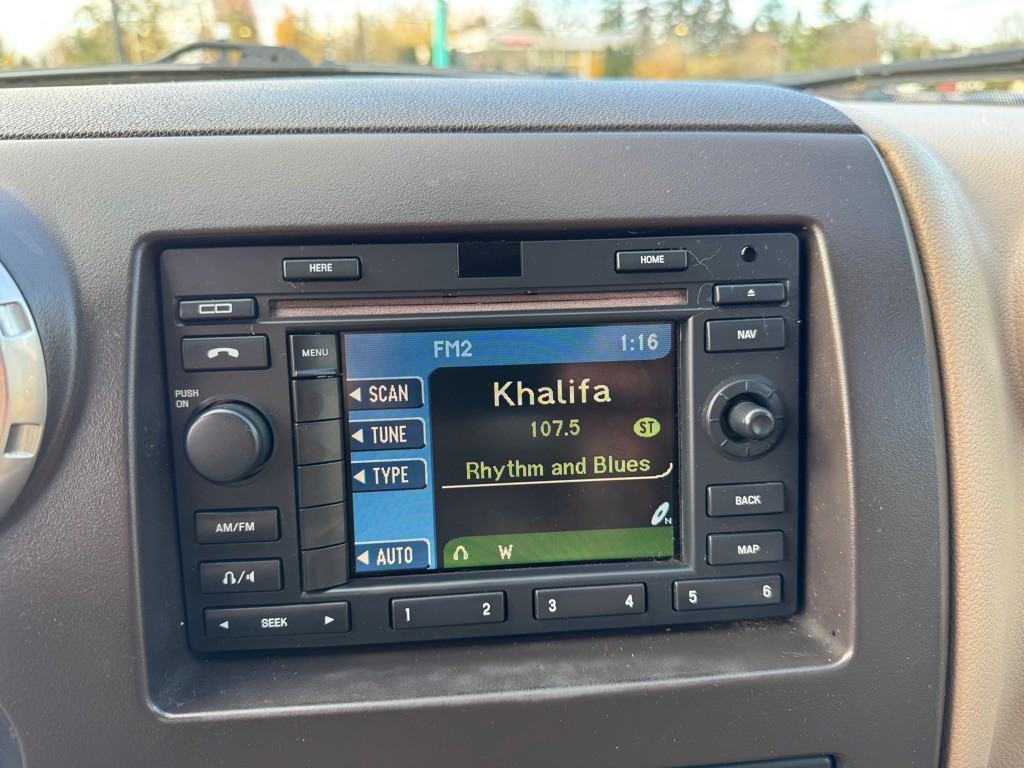 HERE
HOME
MENU
FM2
1:16
NAV
PUSH
ON
SCAN
Khalifa
TUNE
107.5
ST
TYPE
Rhythm and Blues
BACK
AM/FM
N
AUTO
W
MAP
SEEK
1 2
3 4
5 6